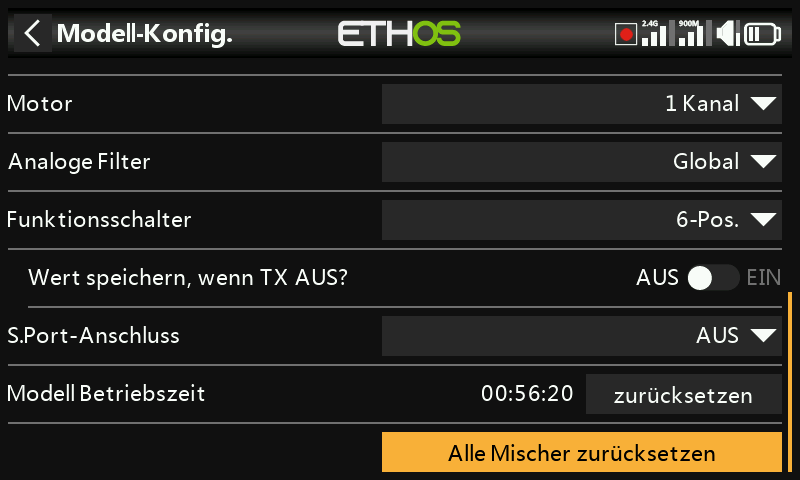 Modell-Konfig.
ETHOS
2.4G
900M
Motor
1 Kanal
Analoge Filter
Global
Funktionsschalter
6-Pos.
Wert speichern, wenn TX AUS?
AUS
EIN
S.Port-Anschluss
AUS
Modell Betriebszeit
00:56:20
zurücksetzen
Alle Mischer zurücksetzen